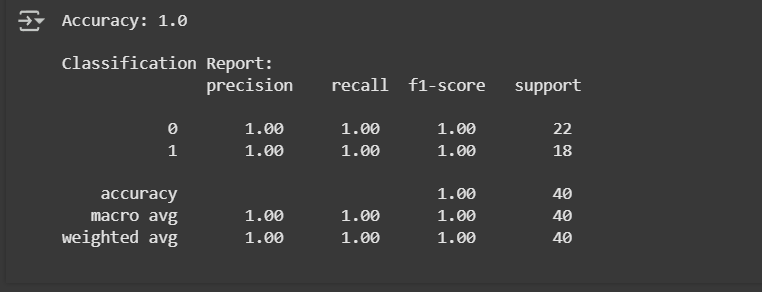 Accuracy: 1.0
Classification Report:
precision recall f1-score support
0 1.00 1.00 1.00 22
1 1.00 1.00 1.00 18
accuracy 1.00 40
macro avg 1.00 1.00 1.00 40
weighted avg 1.00 1.00 1.00 40